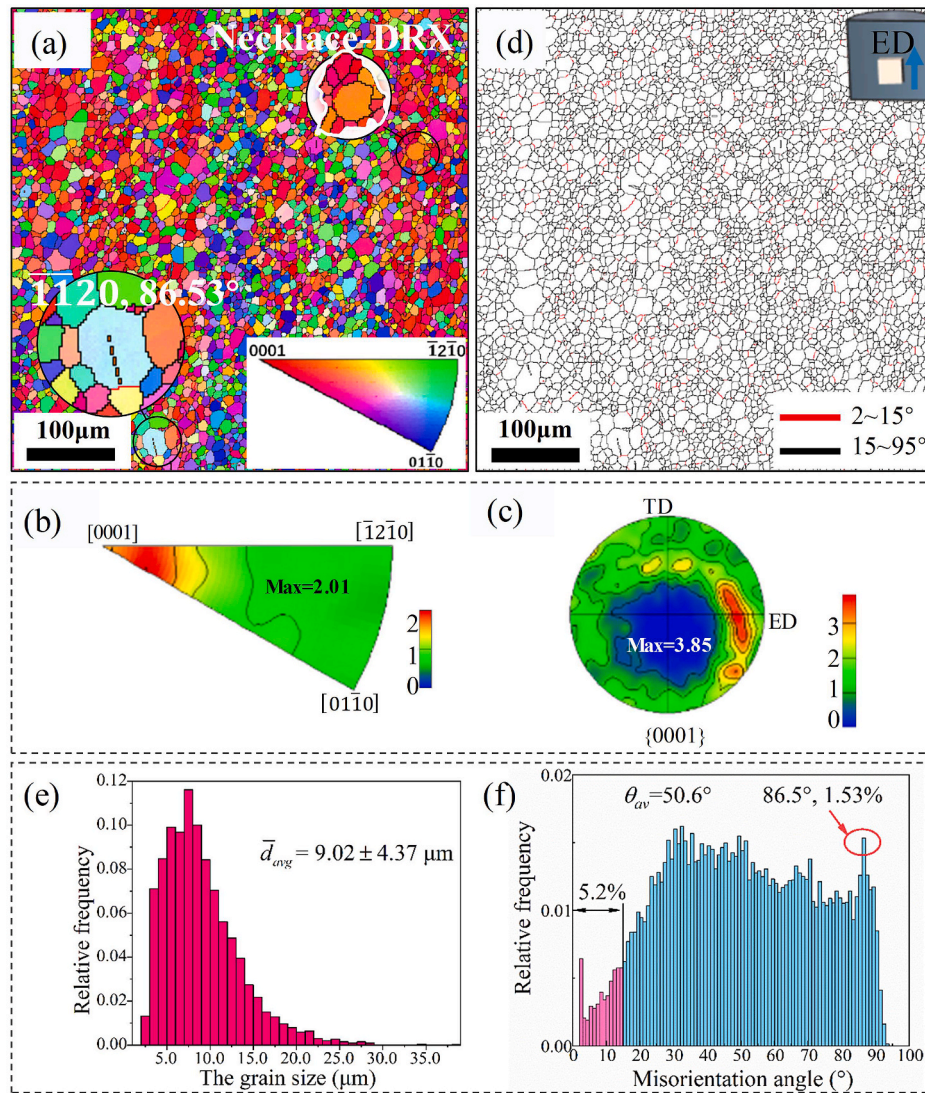 (a)
Necklace-DRX
1̅1̅20, 86.53°
100μm
0001
1̅21̅0
011̅0
(d)
ED
100μm
2~15°
15~95°
(b)
[0001]
[1̅21̅0]
Max=2.01
[011̅0]
2
1
0
(c)
TD
ED
Max=3.85
{0001}
3
2
1
0
(e)
0.12
0.10
0.08
0.06
0.04
0.02
0.00
Relative frequency
d̅avg = 9.02 ± 4.37 μm
5.0 10.0 15.0 20.0 25.0 30.0 35.0
The grain size (μm)
(f)
0.02
0.01
0.00
Relative frequency
θav=50.6°
86.5°, 1.53%
5.2%
0 10 20 30 40 50 60 70 80 90 100
Misorientation angle (°)